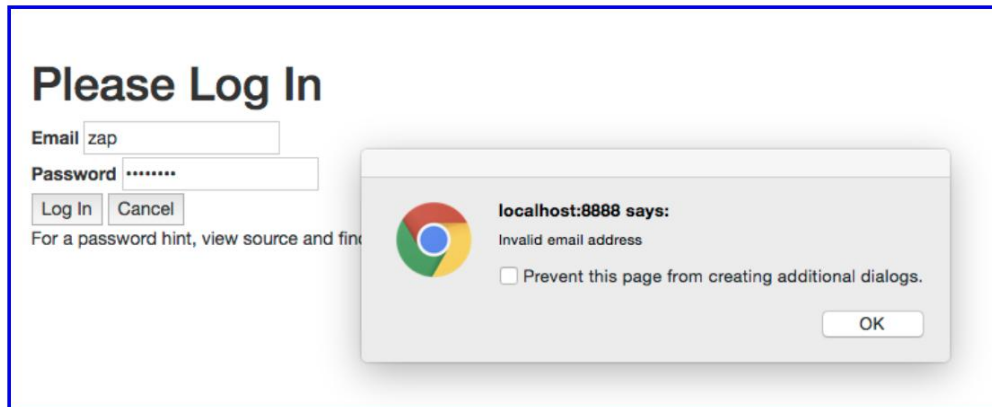 Please Log In
Email zap
Password ••••••••
Log In Cancel
For a password hint, view source and
localhost:8888 says:
Invalid email address
Prevent this page from creating additional dialogs.
OK